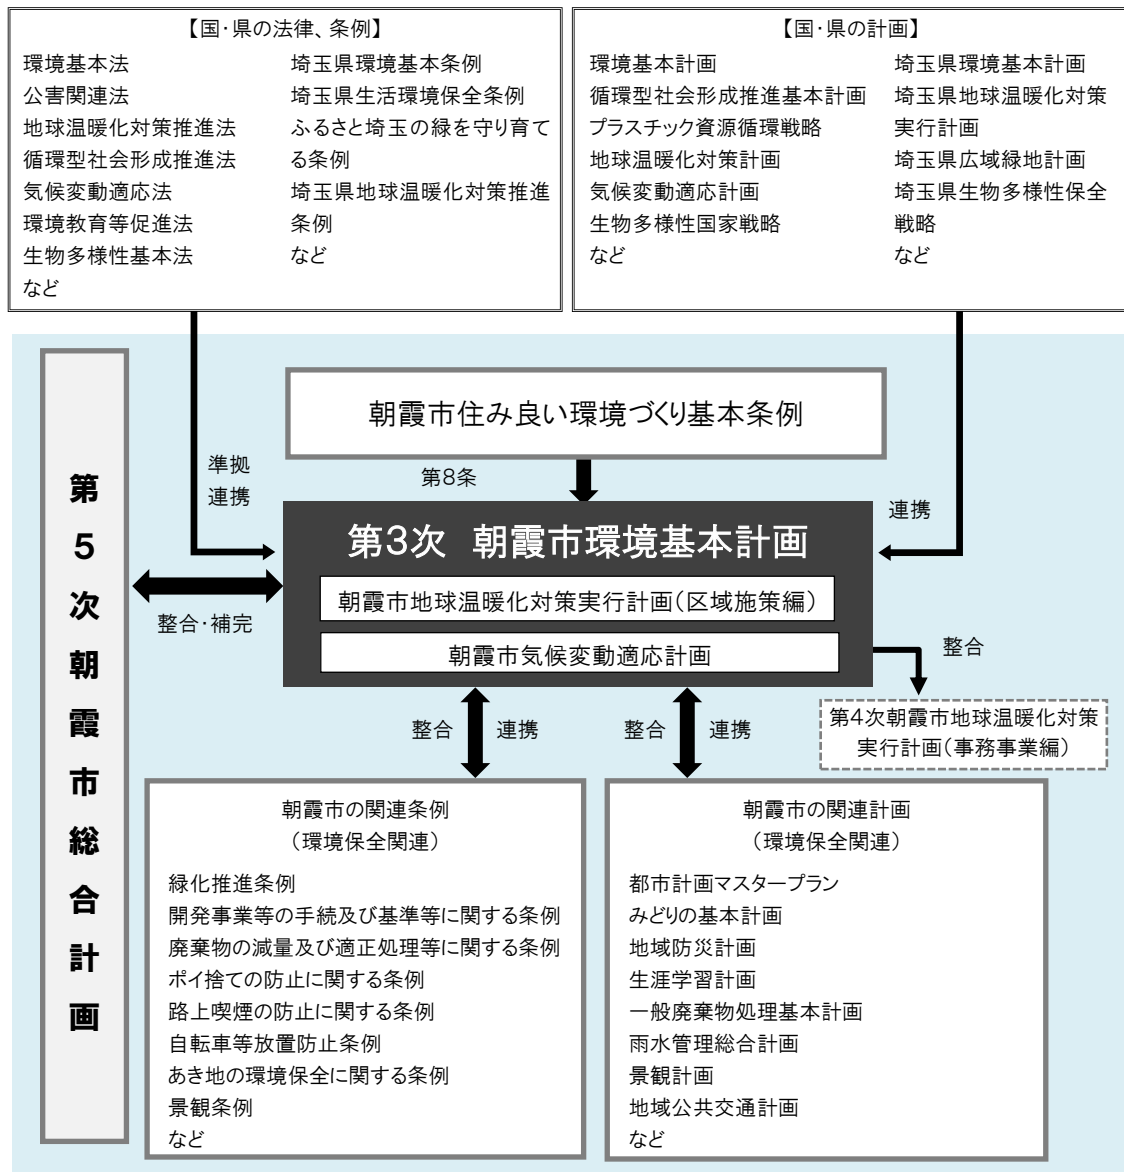 【国・県の法律、条例】
環境基本法
公害関連法
地球温暖化対策推進法
循環型社会形成推進法
気候変動適応法
環境教育等促進法
生物多様性基本法
など
埼玉県環境基本条例
埼玉県生活環境保全条例
ふるさと埼玉の緑を守り育て
る条例
埼玉県地球温暖化対策推進
条例
など
【国・県の計画】
環境基本計画
循環型社会形成推進基本計画
プラスチック資源循環戦略
地球温暖化対策計画
気候変動適応計画
生物多様性国家戦略
など
埼玉県環境基本計画
埼玉県地球温暖化対策
実行計画
埼玉県広域緑地計画
埼玉県生物多様性保全
戦略
など
第5次朝霞市総合計画
朝霞市住み良い環境づくり基本条例
準拠
連携
第8条
連携
第3次 朝霞市環境基本計画
朝霞市地球温暖化対策実行計画(区域施策編)
朝霞市気候変動適応計画
整合・補完
整合
第4次朝霞市地球温暖化対策
実行計画(事務事業編)
整合 連携
整合 連携
朝霞市の関連条例
(環境保全関連)
緑化推進条例
開発事業等の手続及び基準等に関する条例
廃棄物の減量及び適正処理等に関する条例
ポイ捨ての防止に関する条例
路上喫煙の防止に関する条例
自転車等放置防止条例
あき地の環境保全に関する条例
景観条例
など
朝霞市の関連計画
(環境保全関連)
都市計画マスタープラン
みどりの基本計画
地域防災計画
生涯学習計画
一般廃棄物処理基本計画
雨水管理総合計画
景観計画
地域公共交通計画
など